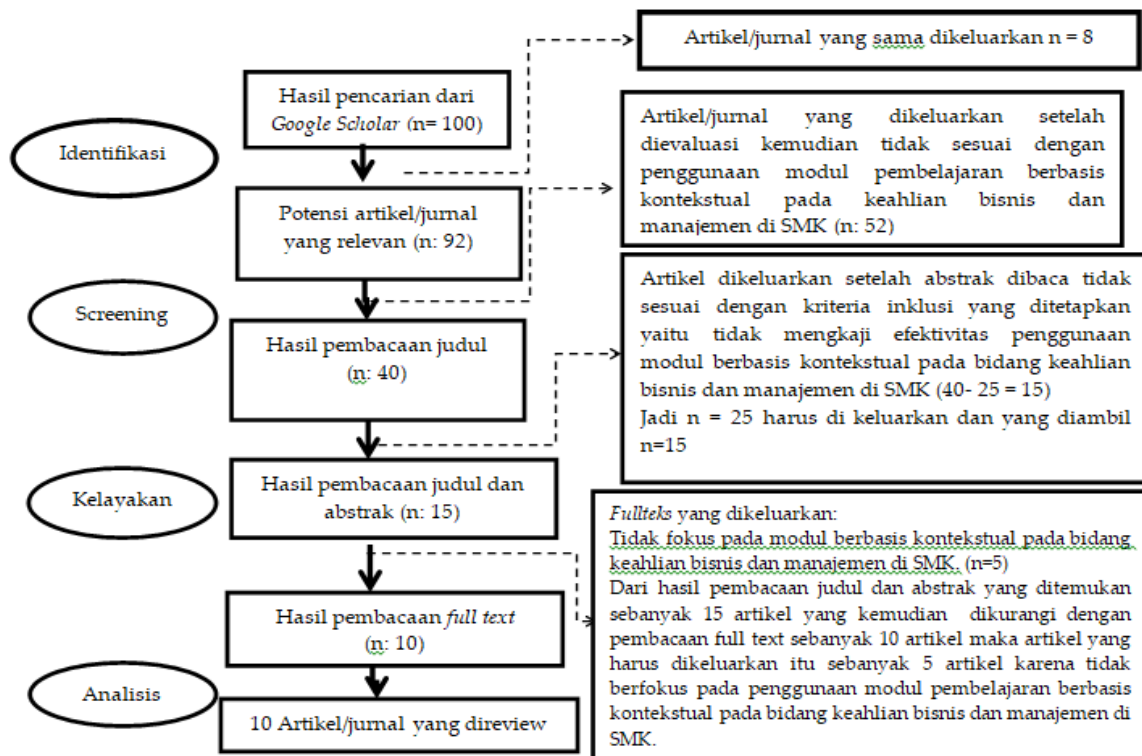 Artikel/jurnal yang sama dikeluarkan n = 8
Hasil pencarian dari
Google Scholar (n= 100)
Identifikasi
Artikel/jurnal yang dikeluarkan setelah
dievaluasi kemudian tidak sesuai dengan
penggunaan modul pembelajaran berbasis
kontekstual pada keahlian bisnis dan
manajemen di SMK (n: 52)
Potensi artikel/jurnal
yang relevan (n: 92)
Screening
Hasil pembacaan judul
(n: 40)
Artikel dikeluarkan setelah abstrak dibaca tidak
sesuai dengan kriteria inklusi yang ditetapkan
yaitu tidak mengkaji efektivitas penggunaan
modul berbasis kontekstual pada bidang keahlian
bisnis dan manajemen di SMK (40- 25 = 15)
Jadi n = 25 harus di keluarkan dan yang diambil
n=15
Kelayakan
Hasil pembacaan judul dan
abstrak (n: 15)
Fullteks yang dikeluarkan:
Tidak fokus pada modul berbasis kontekstual pada bidang
keahlian bisnis dan manajemen di SMK. (n=5)
Dari hasil pembacaan judul dan abstrak yang ditemukan
sebanyak 15 artikel yang kemudian dikurangi dengan
pembacaan full text sebanyak 10 artikel maka artikel yang
harus dikeluarkan itu sebanyak 5 artikel karena tidak
berfokus pada penggunaan modul pembelajaran berbasis
kontekstual pada bidang keahlian bisnis dan manajemen di
SMK.
Hasil pembacaan full text
(n: 10)
Analisis
10 Artikel/jurnal yang direview